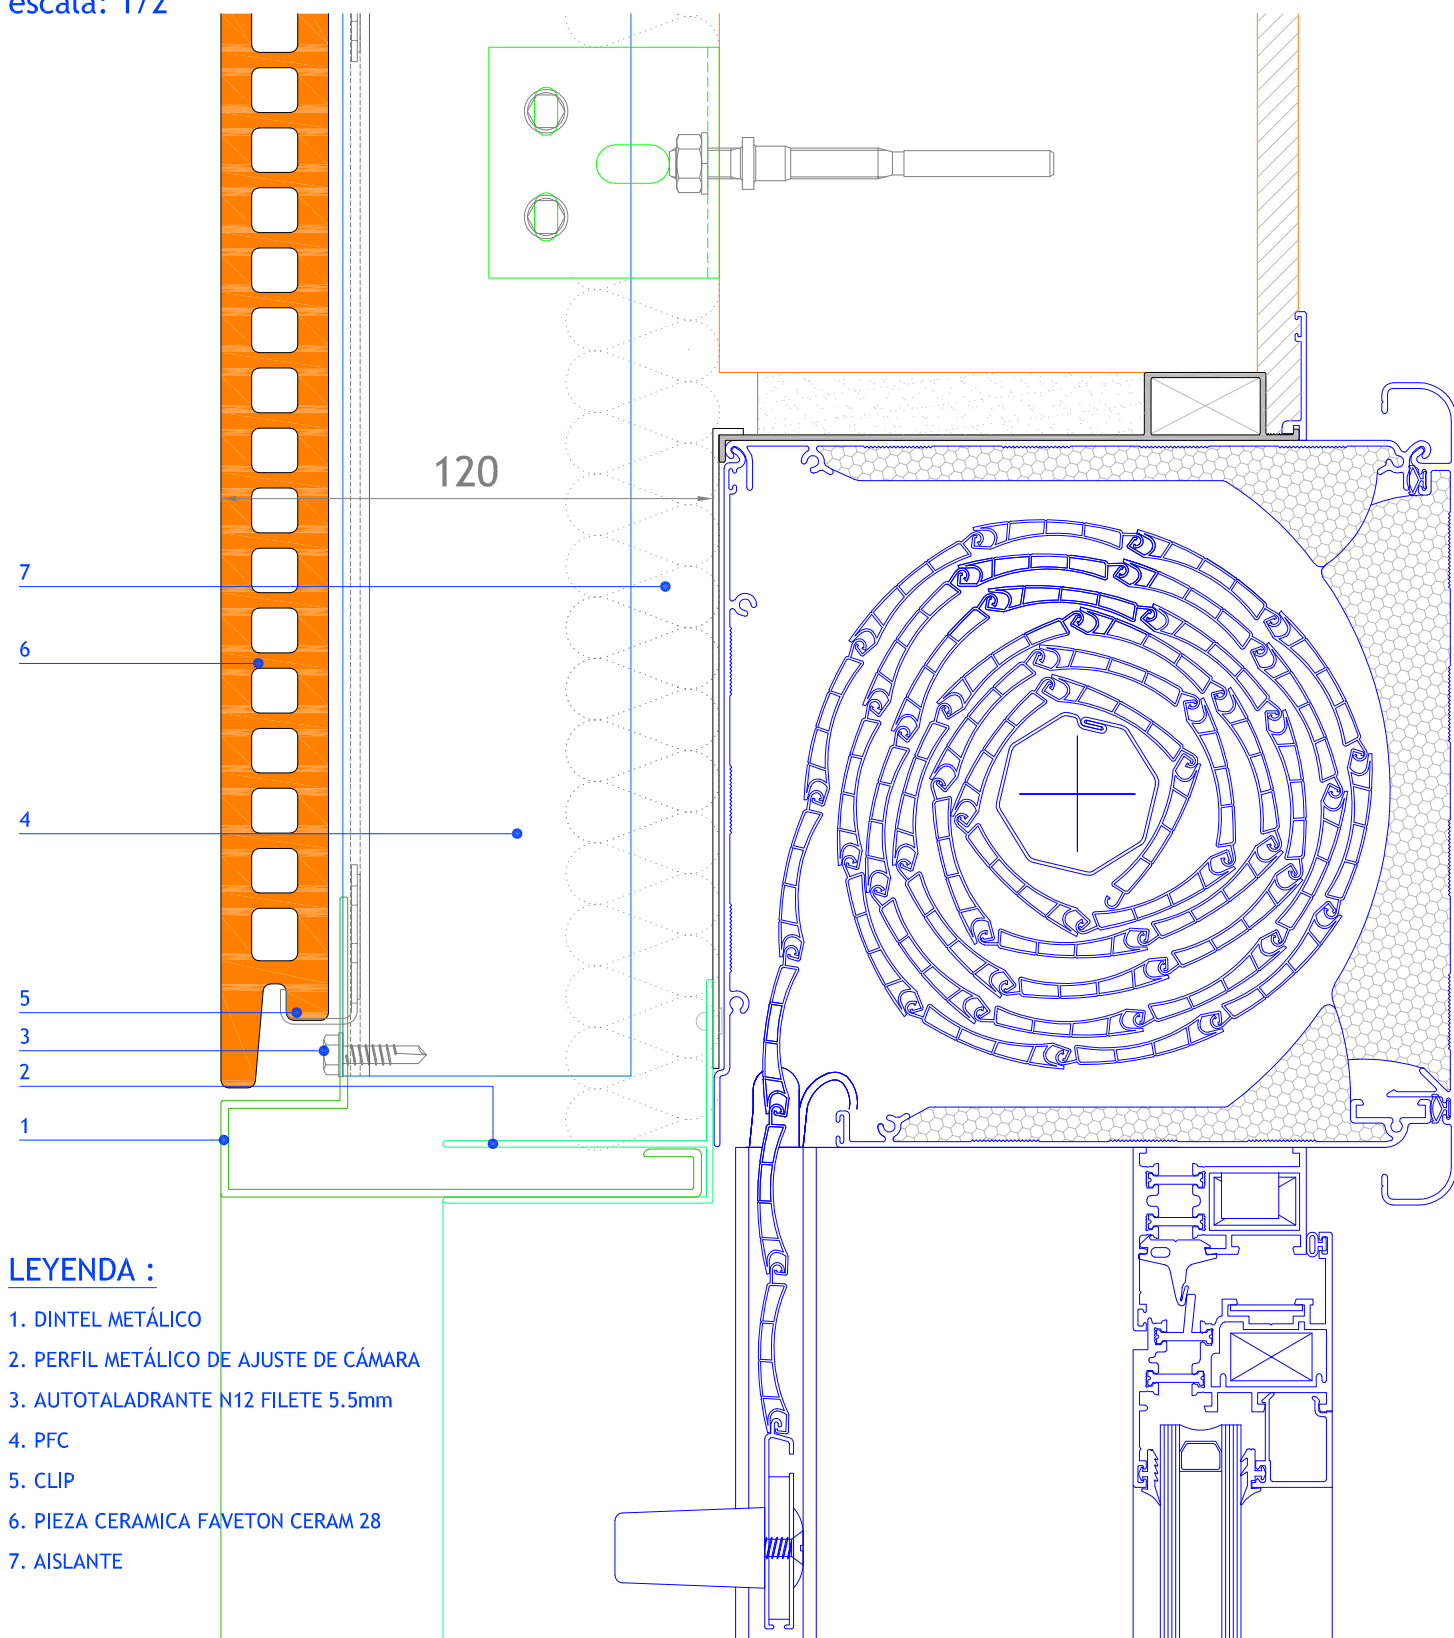 escala: 1/2
120
7
6
4
5
3
2
1
LEYENDA :
1. DINTEL METÁLICO
2. PERFIL METÁLICO DE AJUSTE DE CÁMARA
3. AUTOTALADRANTE N12 FILETE 5.5mm
4. PFC
5. CLIP
6. PIEZA CERAMICA FAVETON CERAM 28
7. AISLANTE